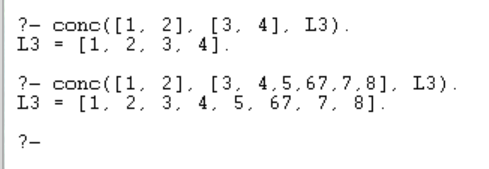 ?- conc([1, 2], [3, 4], L3).
L3 = [1, 2, 3, 4].
?- conc([1, 2], [3, 4,5,67,7,8], L3).
L3 = [1, 2, 3, 4, 5, 67, 7, 8].
?-